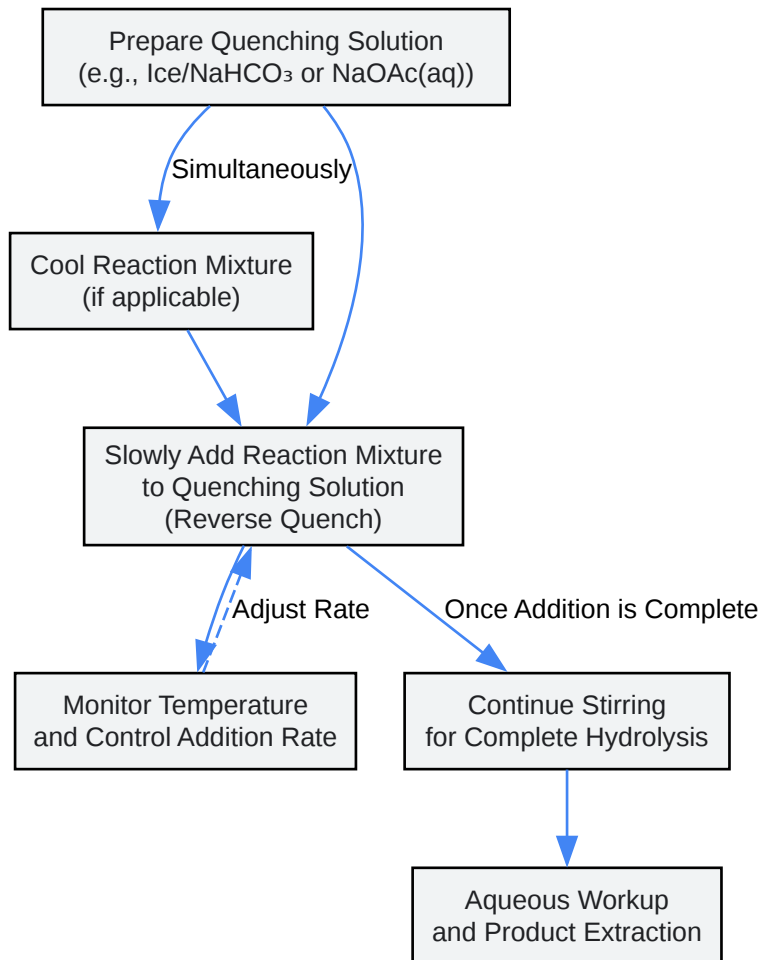 Prepare Quenching Solution
(e.g., Ice/NaHCO₃ or NaOAc(aq))
Simultaneously
Cool Reaction Mixture
(if applicable)
Slowly Add Reaction Mixture
to Quenching Solution
(Reverse Quench)
Adjust Rate
Once Addition is Complete
Monitor Temperature
and Control Addition Rate
Continue Stirring
for Complete Hydrolysis
Aqueous Workup
and Product Extraction